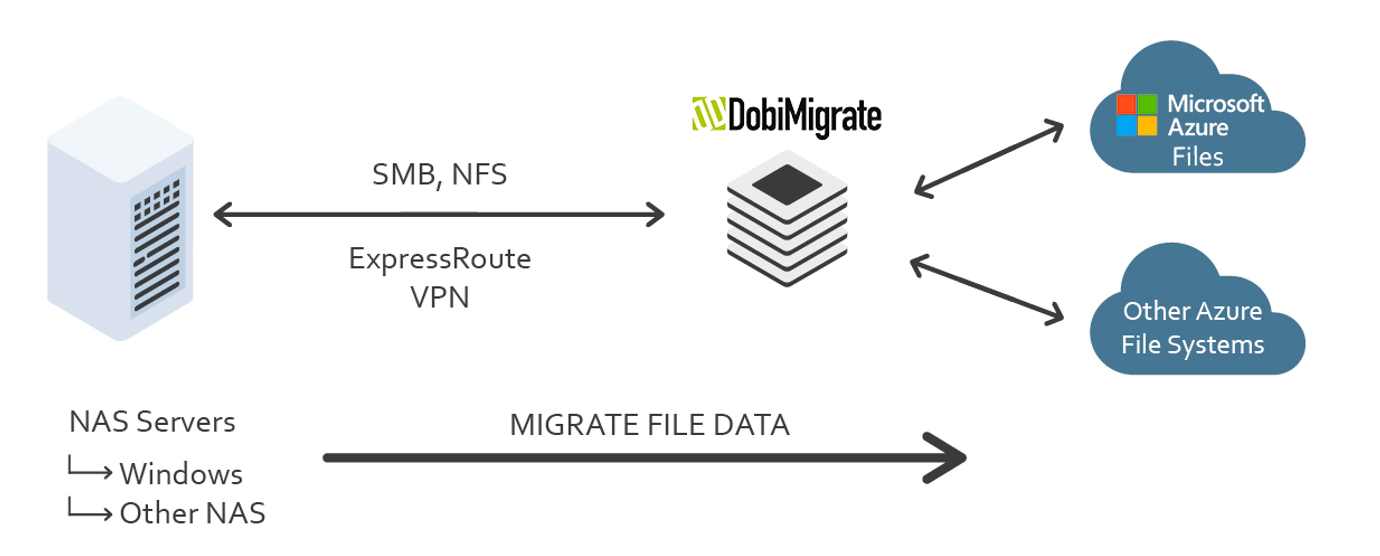 DobiMigrate
SMB, NFS
ExpressRoute
VPN
Microsoft
Azure
Files
Other Azure
File Systems
NAS Servers
Windows
Other NAS
MIGRATE FILE DATA